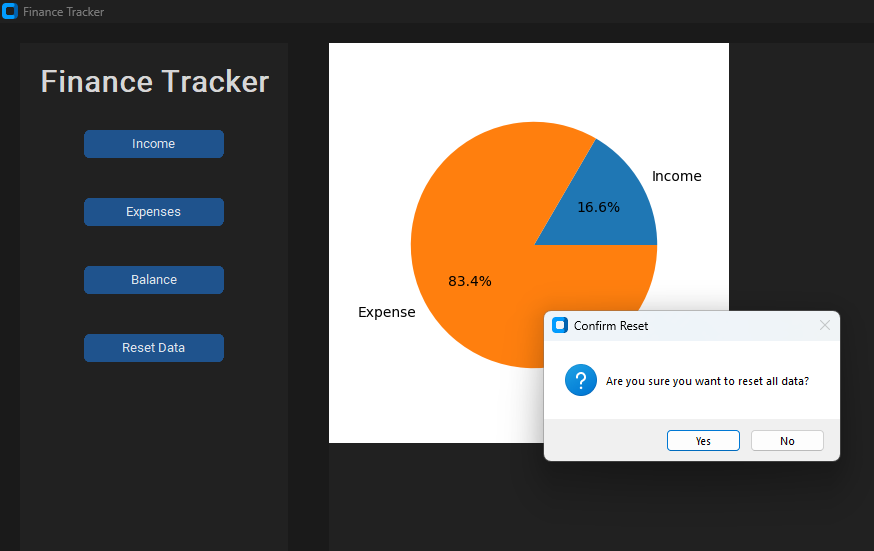 Finance Tracker
Finance Tracker
Income
Expenses
Balance
Reset Data
Income
16.6%
83.4%
Expense
Confirm Reset
Are you sure you want to reset all data?
Yes
No